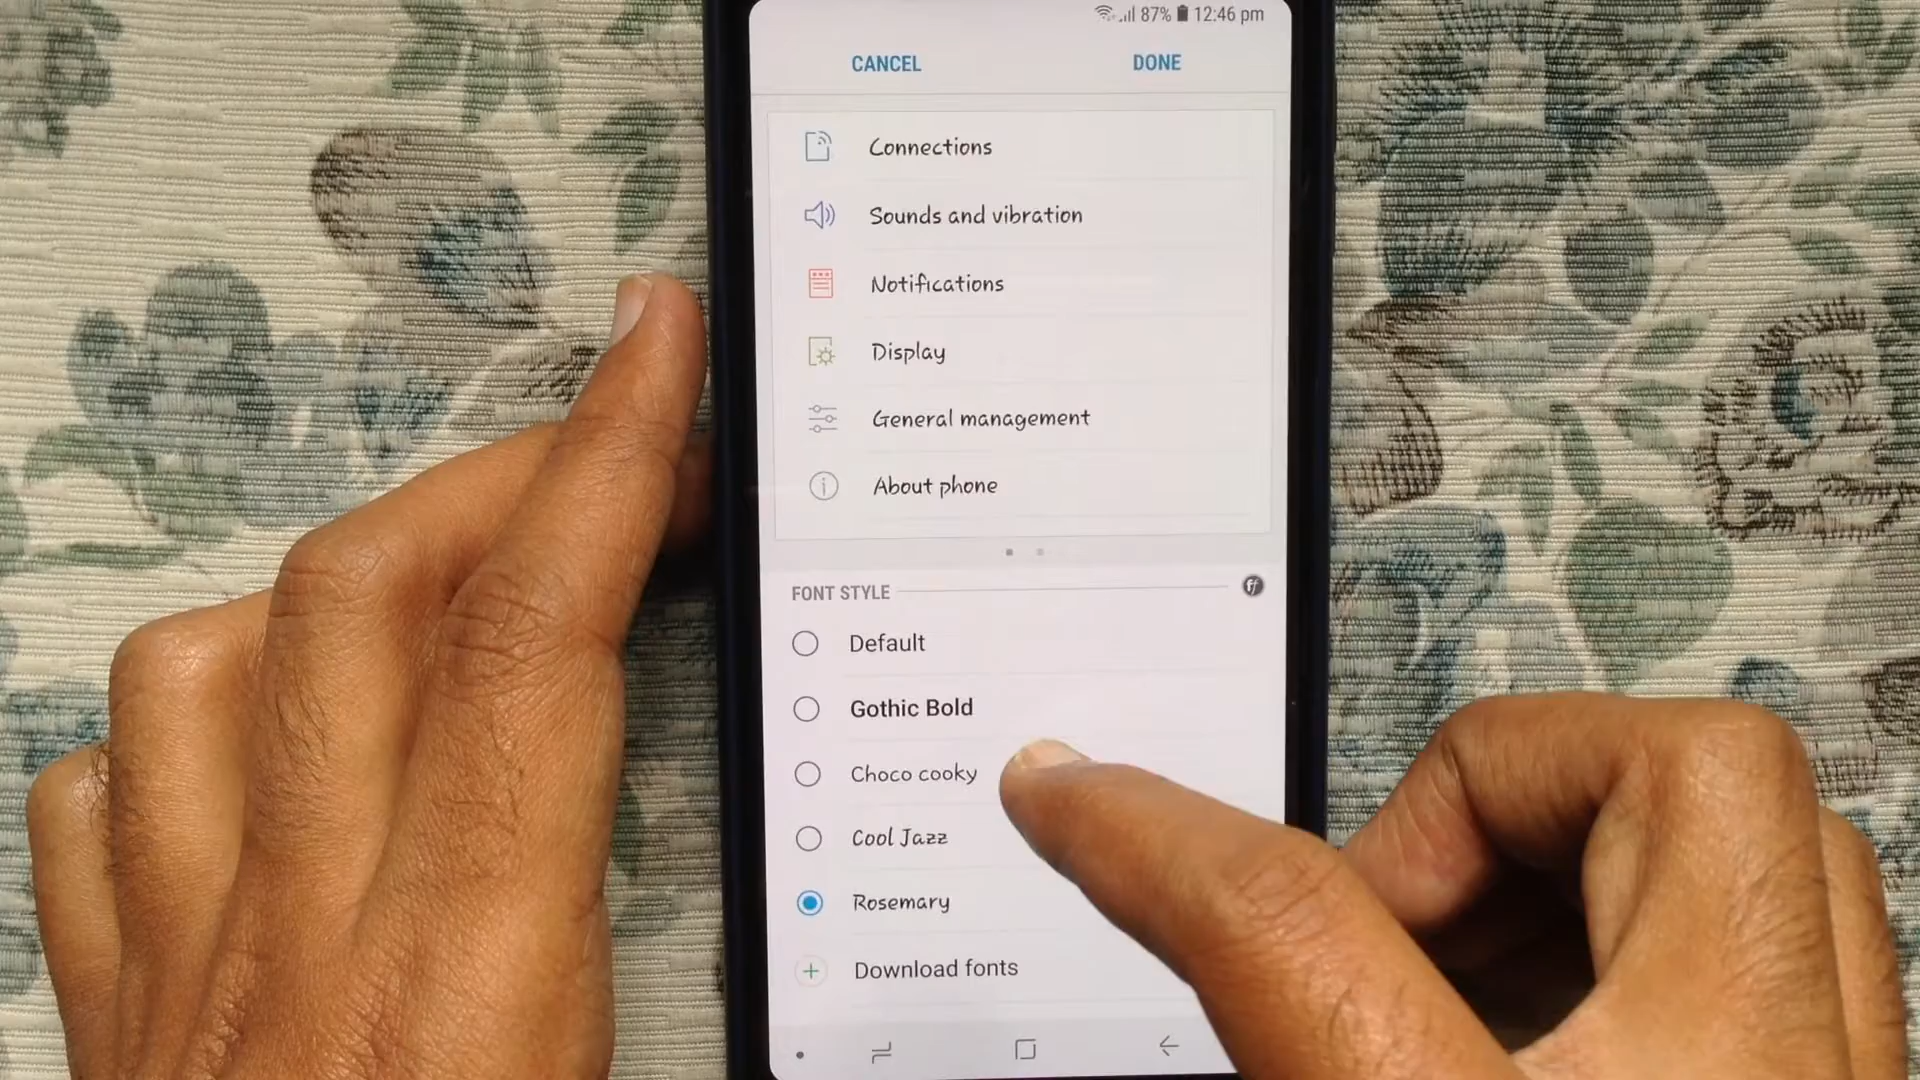 87% 12:46 pm
CANCEL DONE
Connections
Sounds and vibration
Notifications
Display
General management
About phone
FONT STYLE ff
Default
Gothic Bold
Choco cooky
Cool Jazz
Rosemary
Download fonts